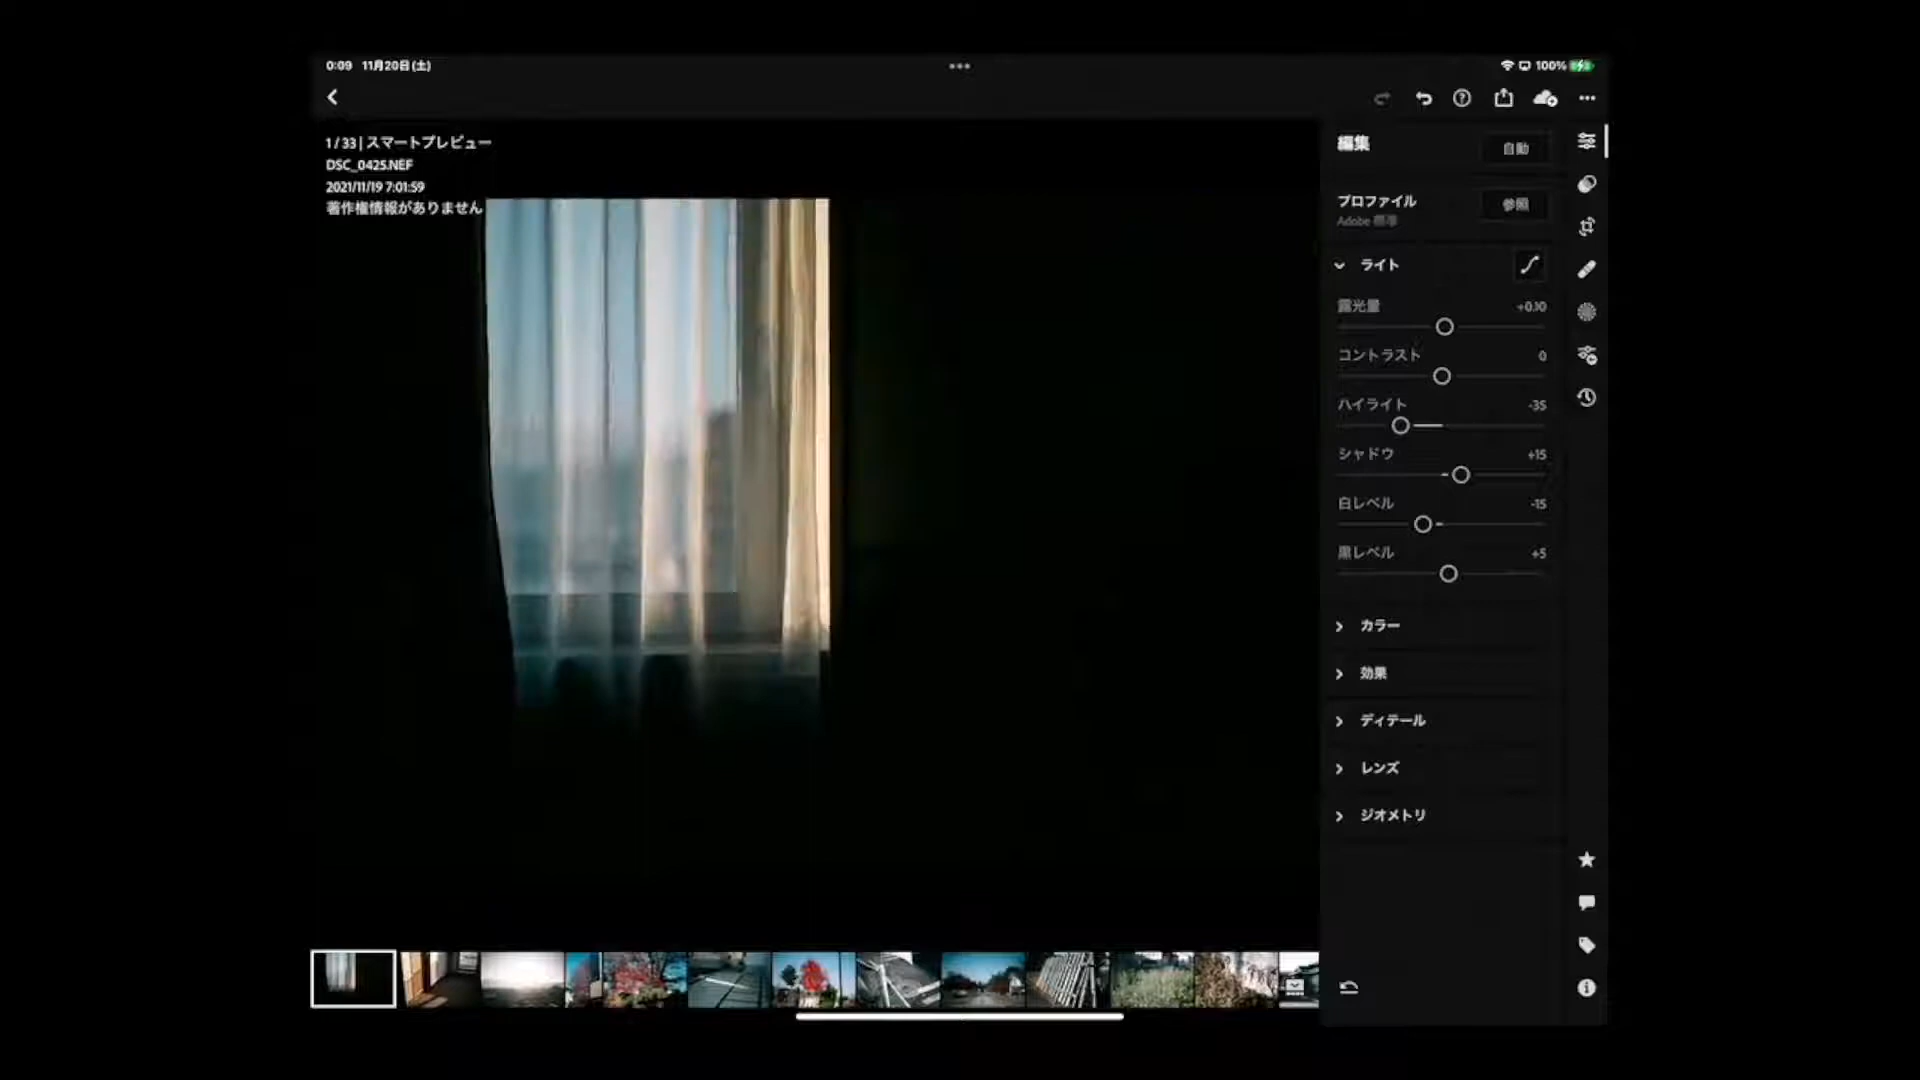 0:09 11月20日(土)
100%
1 / 33 | スマートプレビュー
DSC_0425.NEF
2021/11/19 7:01:59
著作権情報がありません
編集
自動
プロファイル
参照
Adobe 標準
ライト
露光量 +0.10
コントラスト 0
ハイライト -35
シャドウ +15
白レベル -15
黒レベル +5
カラー
効果
ディテール
レンズ
ジオメトリ